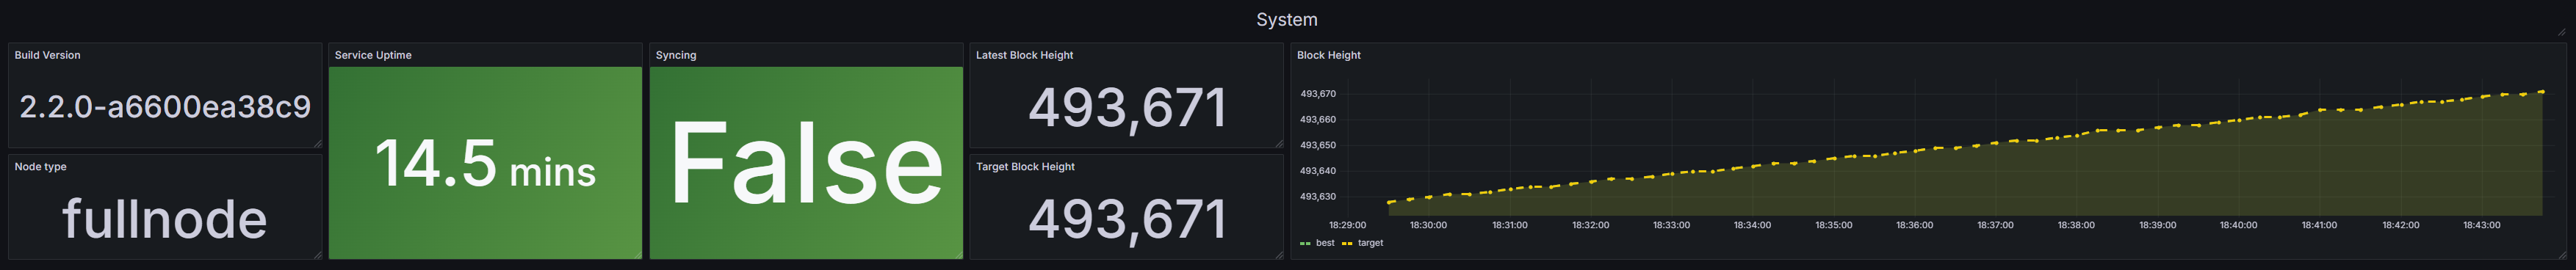 System
Build Version
2.2.0-a6600ea38c9
Node type
fullnode
Service Uptime
14.5 mins
Syncing
False
Latest Block Height
493,671
Target Block Height
493,671
Block Height
493,670
493,660
493,650
493,640
493,630
18:29:00 18:30:00 18:31:00 18:32:00 18:33:00 18:34:00 18:35:00 18:36:00 18:37:00 18:38:00 18:39:00 18:40:00 18:41:00 18:42:00 18:43:00
best target